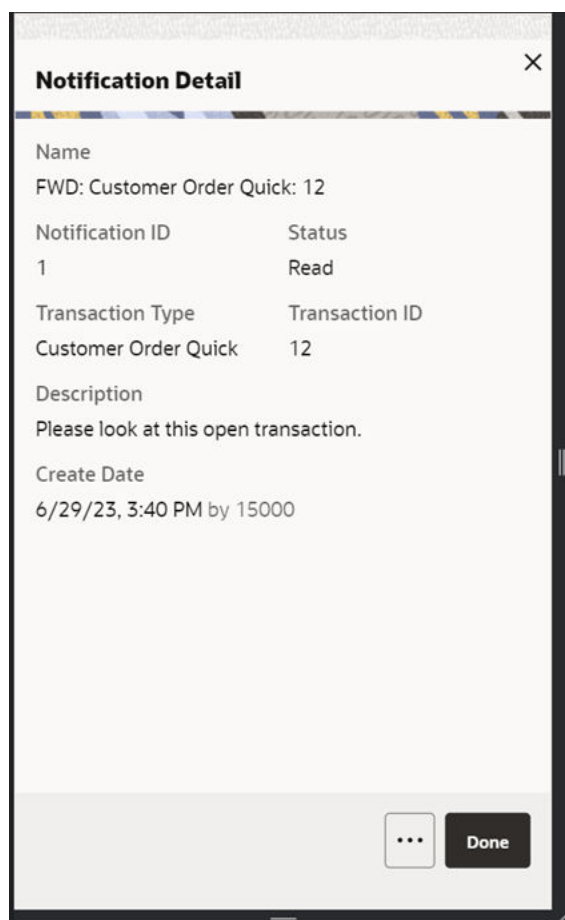 Notification Detail
Name
FWD: Customer Order Quick: 12
Notification ID Status
1 Read
Transaction Type Transaction ID
Customer Order Quick 12
Description
Please look at this open transaction.
Create Date
6/29/23, 3:40 PM by 15000
Done